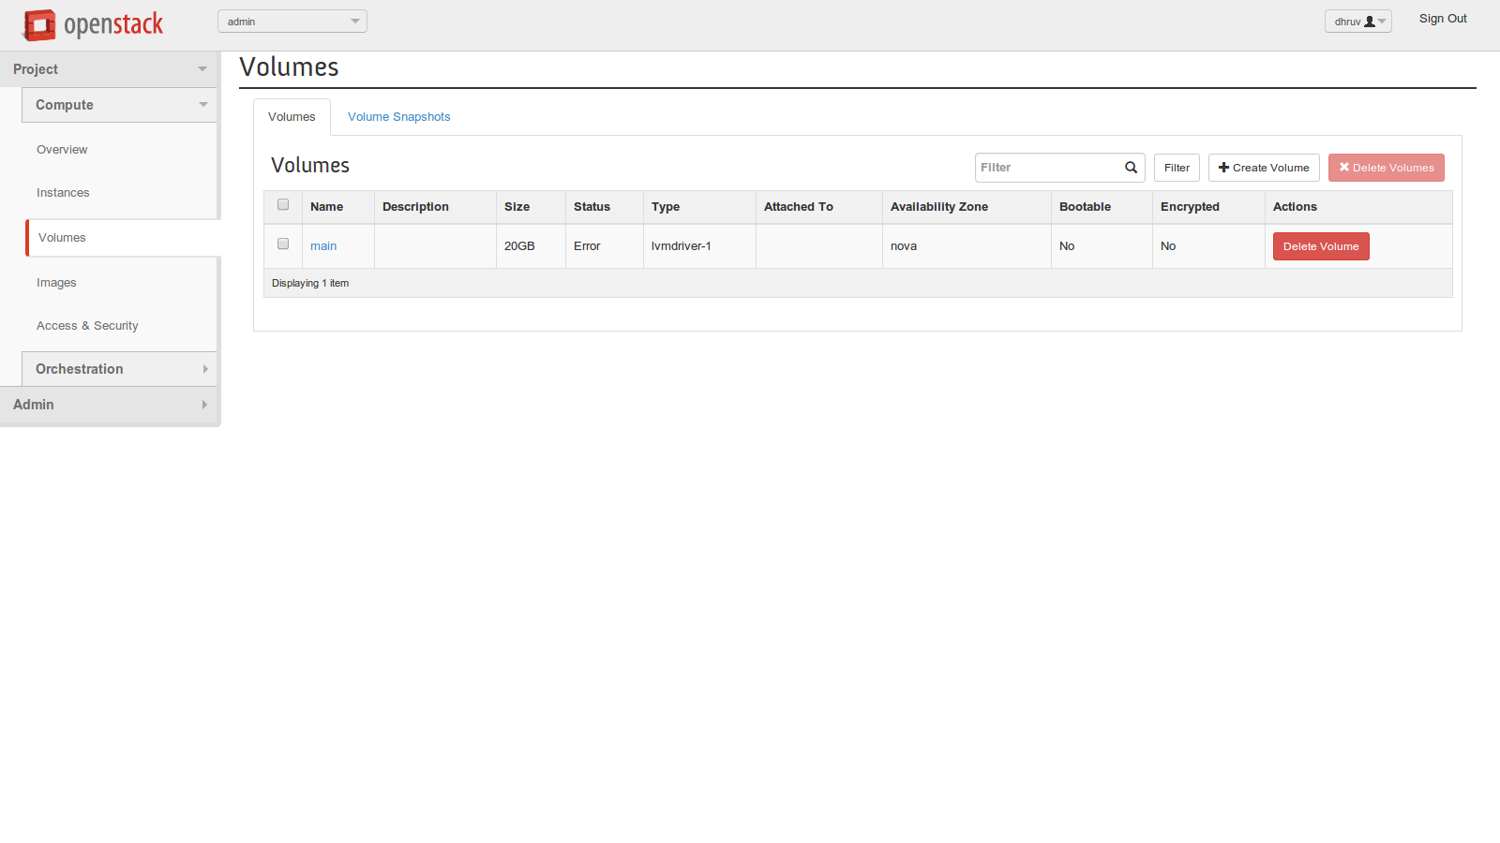 openstack
admin
dhruv
Sign Out
Project
Compute
Overview
Instances
Volumes
Images
Access & Security
Orchestration
Admin
Volumes
Volumes Volume Snapshots
Volumes
Filter Filter Create Volume Delete Volumes
Name Description Size Status Type Attached To Availability Zone Bootable Encrypted Actions
main 20GB Error lvmdriver-1 nova No No Delete Volume
Displaying 1 item